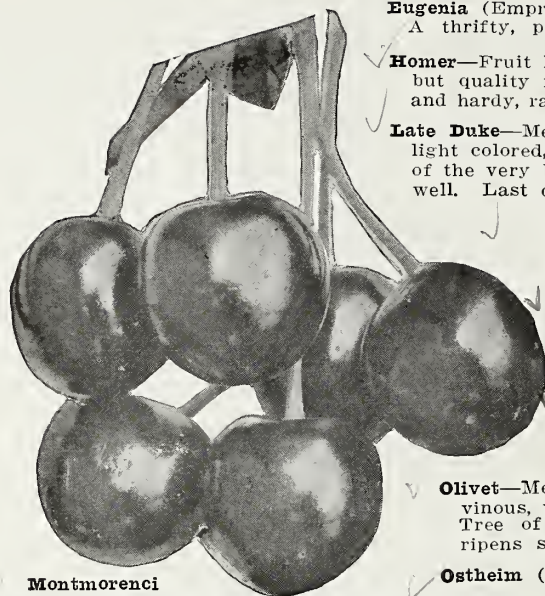 Eugenia (Empr
A thrifty, p
Homer—Fruit
but quality
and hardy, ra
Late Duke—Me
light colored,
of the very
well. Last
Olivet—Me
vinous,
Tree of
ripens s
Ostheim (
Montmorenci